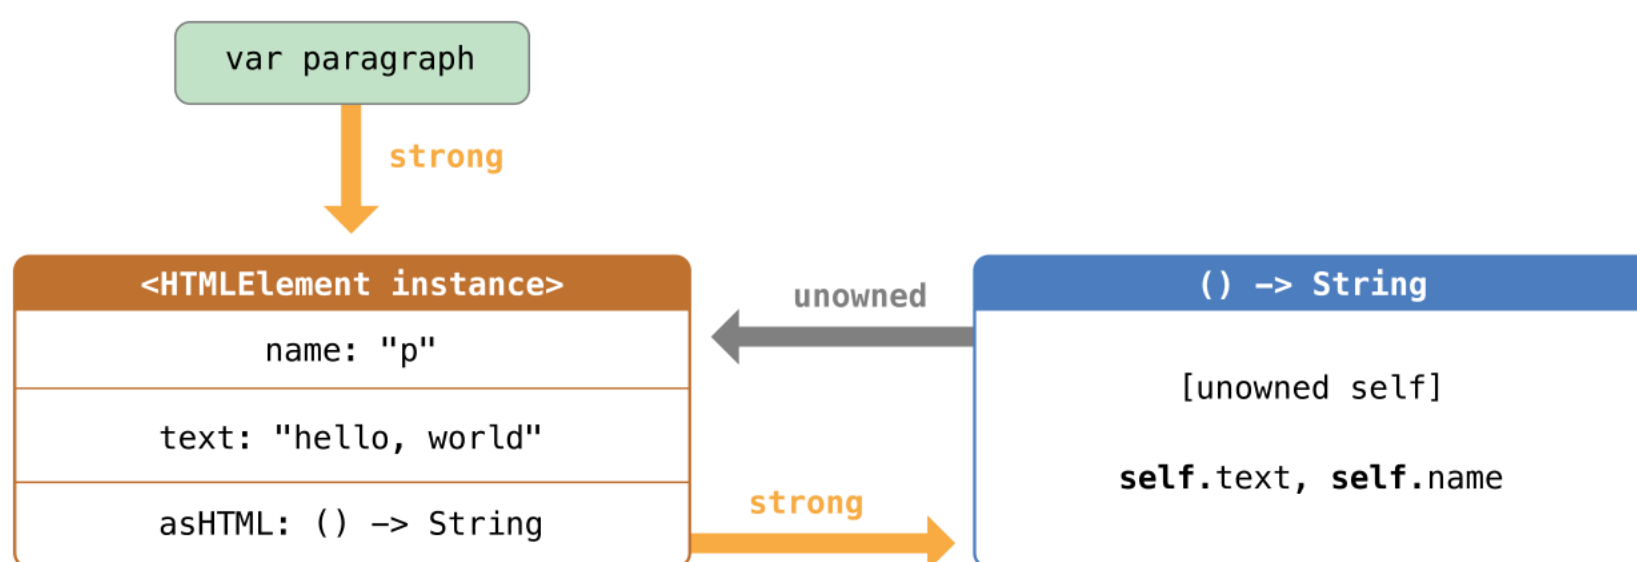 var paragraph
strong
<HTMLElement instance>
name: "p"
text: "hello, world"
asHTML: () -> String
unowned
strong
() -> String
[unowned self]
self.text, self.name